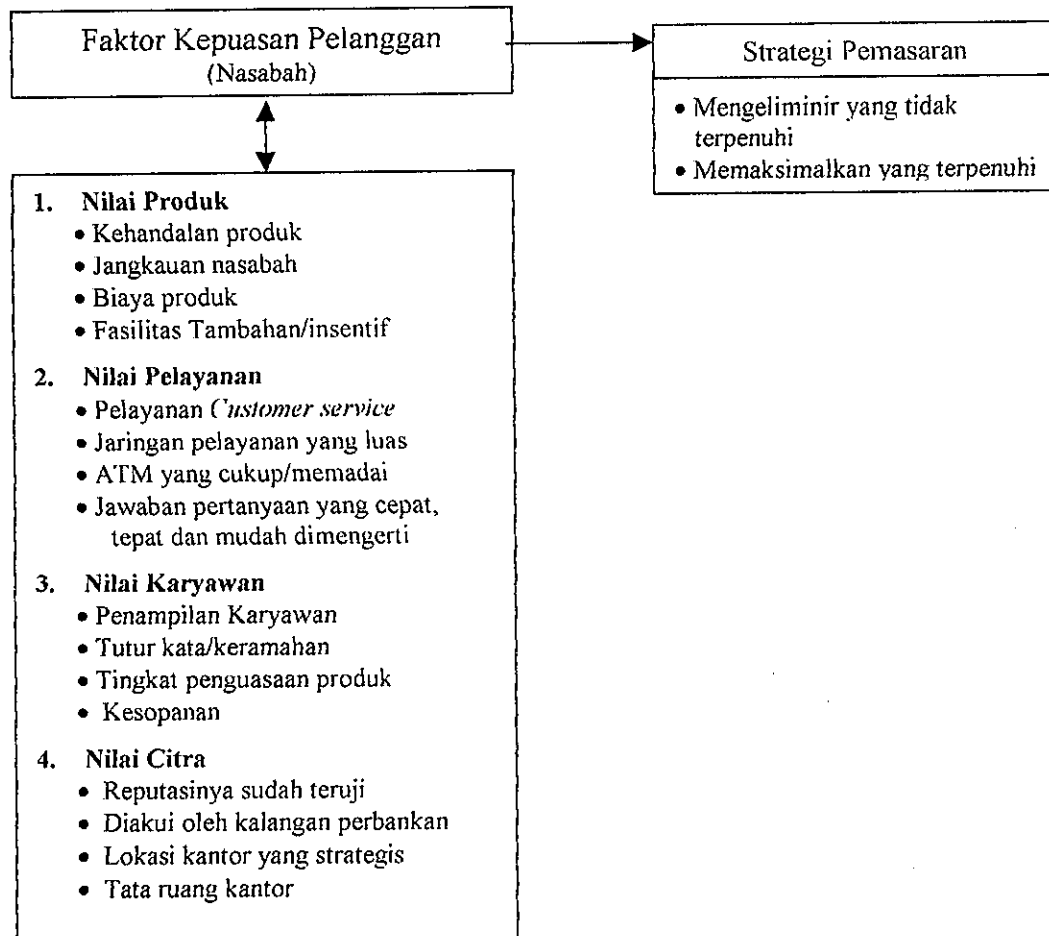 Faktor Kepuasan Pelanggan
(Nasabah)
Strategi Pemasaran
• Mengeliminir yang tidak
terpenuhi
• Memaksimalkan yang terpenuhi
1. Nilai Produk
• Kehandalan produk
• Jangkauan nasabah
• Biaya produk
• Fasilitas Tambahan/insentif
2. Nilai Pelayanan
• Pelayanan Customer service
• Jaringan pelayanan yang luas
• ATM yang cukup/memadai
• Jawaban pertanyaan yang cepat,
tepat dan mudah dimengerti
3. Nilai Karyawan
• Penampilan Karyawan
• Tutur kata/keramahan
• Tingkat penguasaan produk
• Kesopanan
4. Nilai Citra
• Reputasinya sudah teruji
• Diakui oleh kalangan perbankan
• Lokasi kantor yang strategis
• Tata ruang kantor